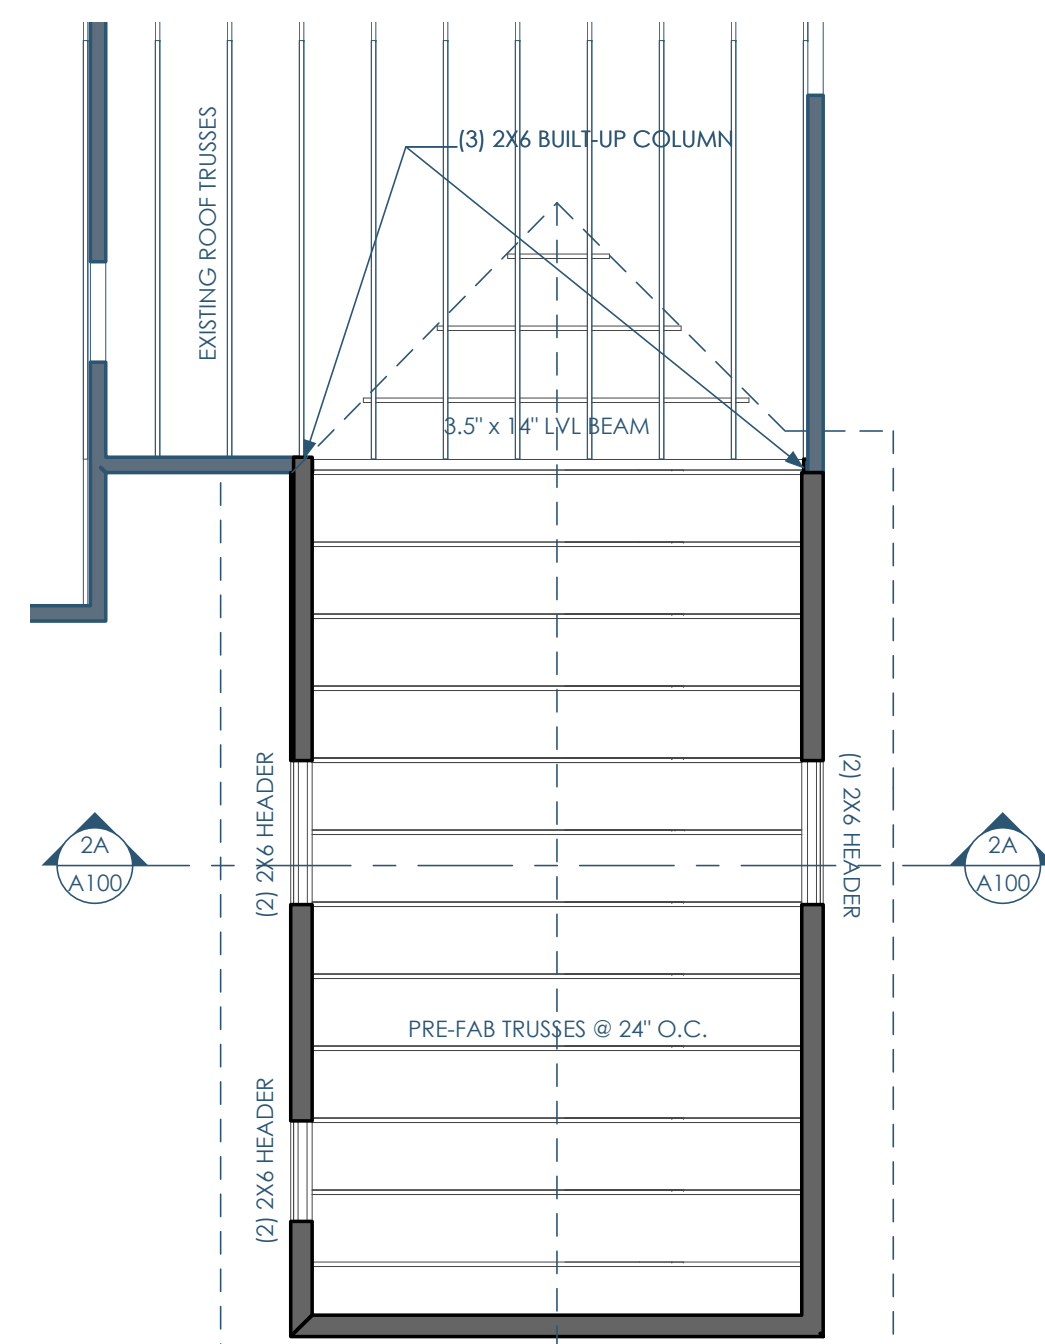 (3) 2X6 BUILT-UP COLUMN
EXISTING ROOF TRUSSES
3.5" x 14" LVL BEAM
(2) 2X6 HEADER
(2) 2X6 HEADER
2A
A100
2A
A100
PRE-FAB TRUSSES @ 24" O.C.
(2) 2X6 HEADER